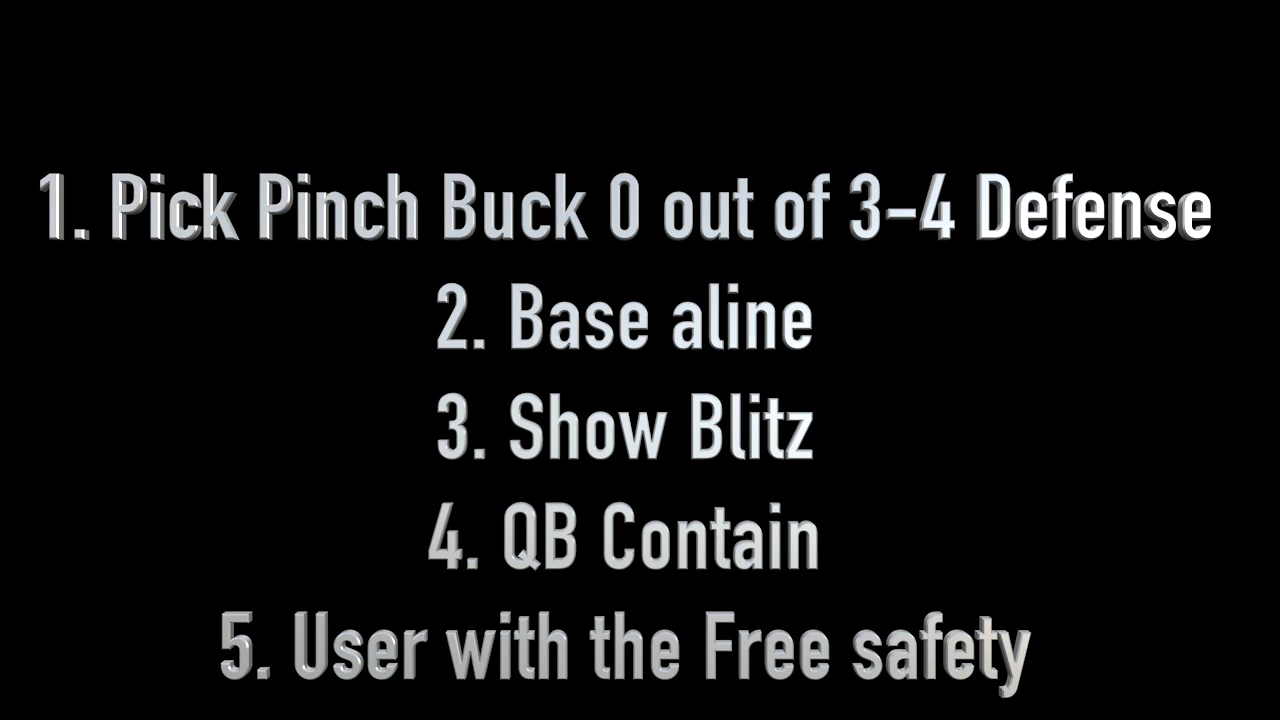 1. Pick Pinch Buck 0 out of 3-4 Defense
2. Base aline
3. Show Blitz
4. QB Contain
5. User with the Free safety